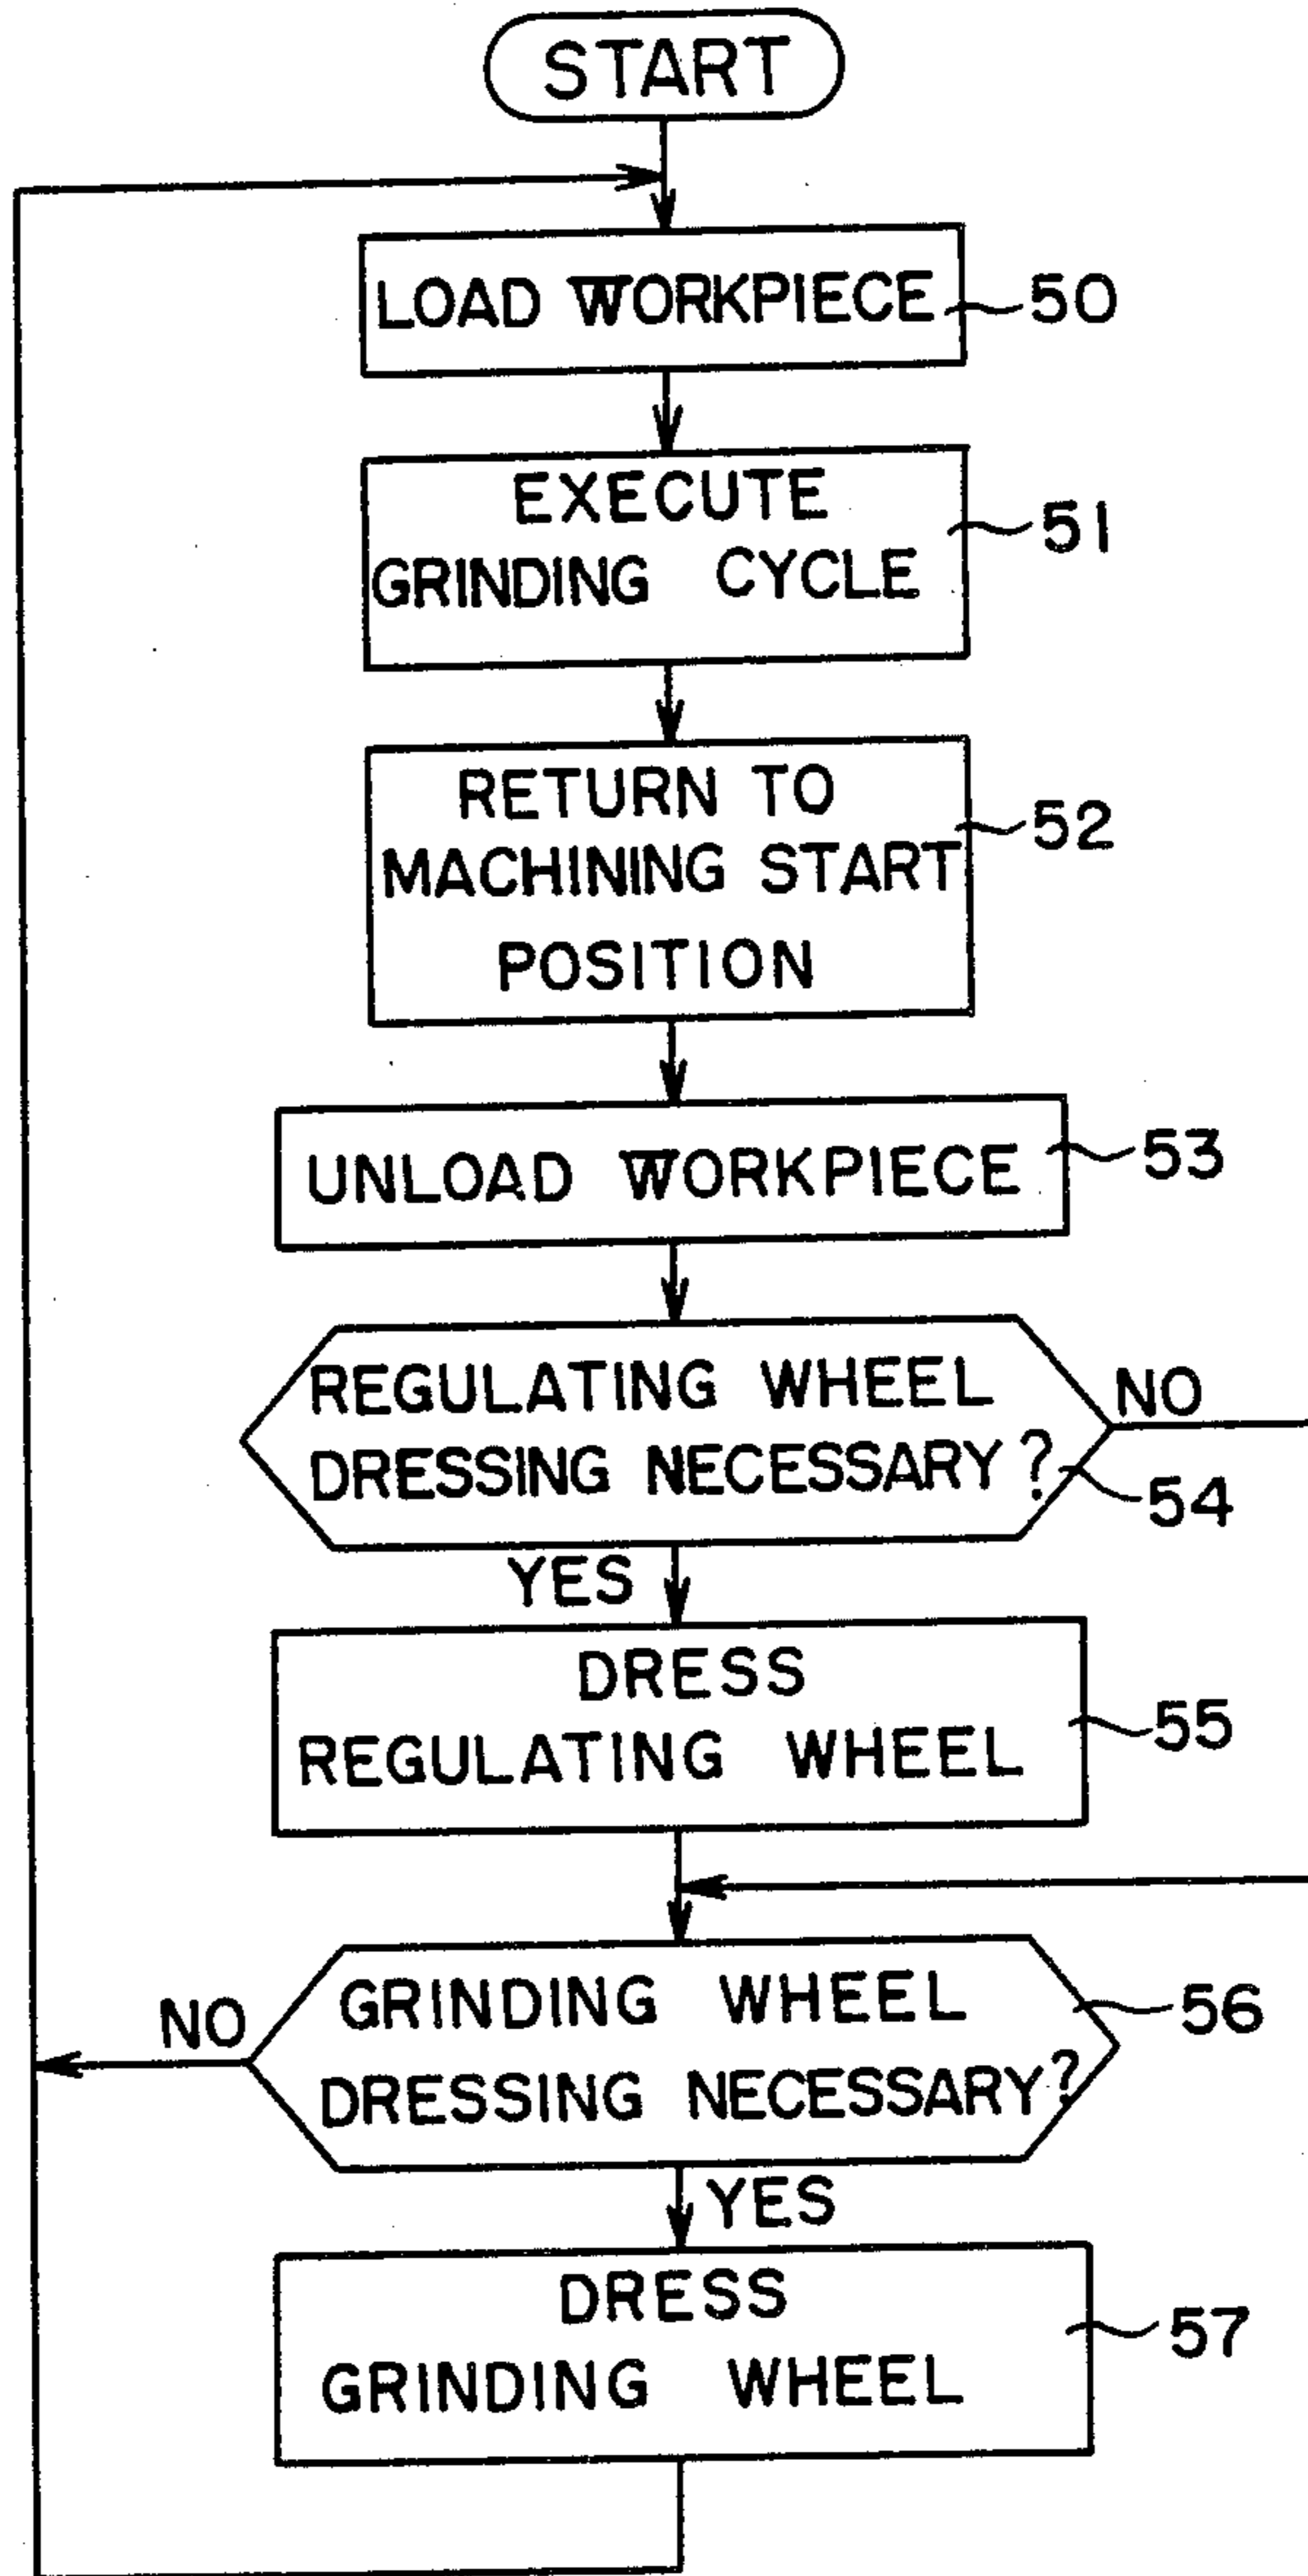 START
LOAD WORKPIECE
50
EXECUTE
GRINDING CYCLE
51
RETURN TO
MACHINING START
POSITION
52
UNLOAD WORKPIECE
53
REGULATING WHEEL
DRESSING NECESSARY?
NO
54
YES
DRESS
REGULATING WHEEL
55
GRINDING WHEEL
DRESSING NECESSARY?
NO
56
YES
DRESS
GRINDING WHEEL
57